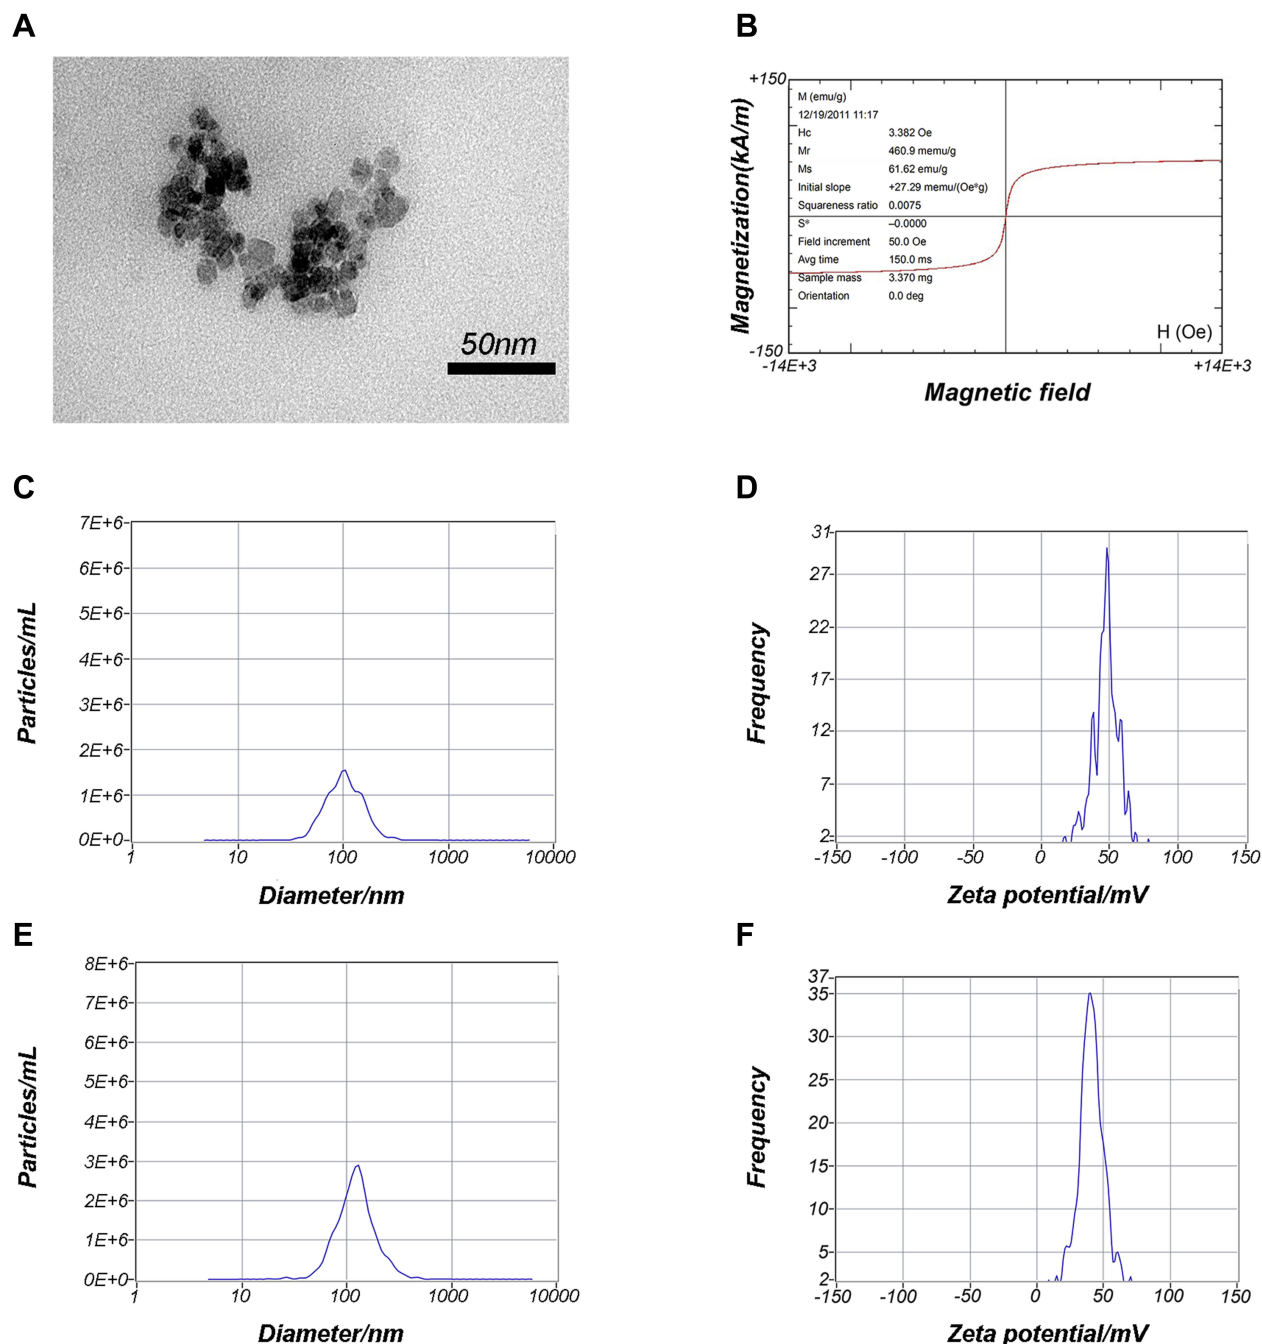 A
50nm
B
+150
Magnetization(kA/m)
M (emu/g)
12/19/2011 11:17
Hc 3.382 Oe
Mr 460.9 memu/g
Ms 61.62 emu/g
Initial slope +27.29 memu/(Oe*g)
Squareness ratio 0.0075
S* –0.0000
Field increment 50.0 Oe
Avg time 150.0 ms
Sample mass 3.370 mg
Orientation 0.0 deg
H (Oe)
-150
-14E+3 +14E+3
Magnetic field
C
7E+6
6E+6
5E+6
4E+6
3E+6
2E+6
1E+6
0E+0
Particles/mL
1 10 100 1000 10000
Diameter/nm
D
31
27
22
17
12
7
2
Frequency
-150 -100 -50 0 50 100 150
Zeta potential/mV
E
8E+6
7E+6
6E+6
5E+6
4E+6
3E+6
2E+6
1E+6
0E+0
Particles/mL
1 10 100 1000 10000
Diameter/nm
F
37
35
30
25
20
15
10
5
2
Frequency
-150 -100 -50 0 50 100 150
Zeta potential/mV